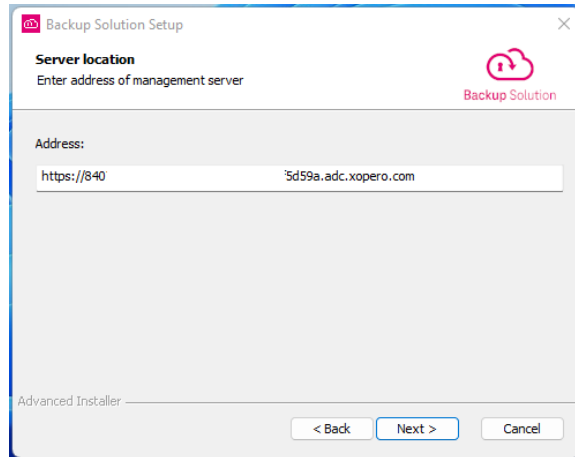 Backup Solution Setup
Server location
Enter address of management server
Backup Solution
Address:
https://840 5d59a.adc.xopero.com
Advanced Installer
< Back
Next >
Cancel